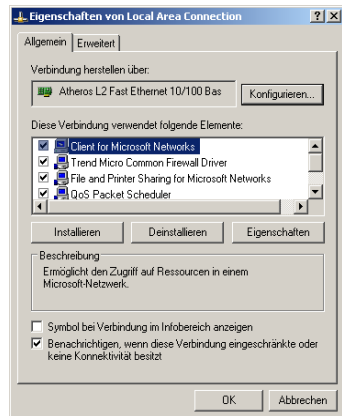 Eigenschaften von Local Area Connection
Allgemein
Erweitert
Verbindung herstellen über:
Atheros L2 Fast Ethernet 10/100 Bas
Konfigurieren...
Diese Verbindung verwendet folgende Elemente:
Client for Microsoft Networks
Trend Micro Common Firewall Driver
File and Printer Sharing for Microsoft Networks
QoS Packet Scheduler
Installieren
Deinstallieren
Eigenschaften
Beschreibung
Ermöglicht den Zugriff auf Ressourcen in einem
Microsoft-Netzwerk.
Symbol bei Verbindung im Infobereich anzeigen
Benachrichtigen, wenn diese Verbindung eingeschränkte oder
keine Konnektivität besitzt
OK
Abbrechen